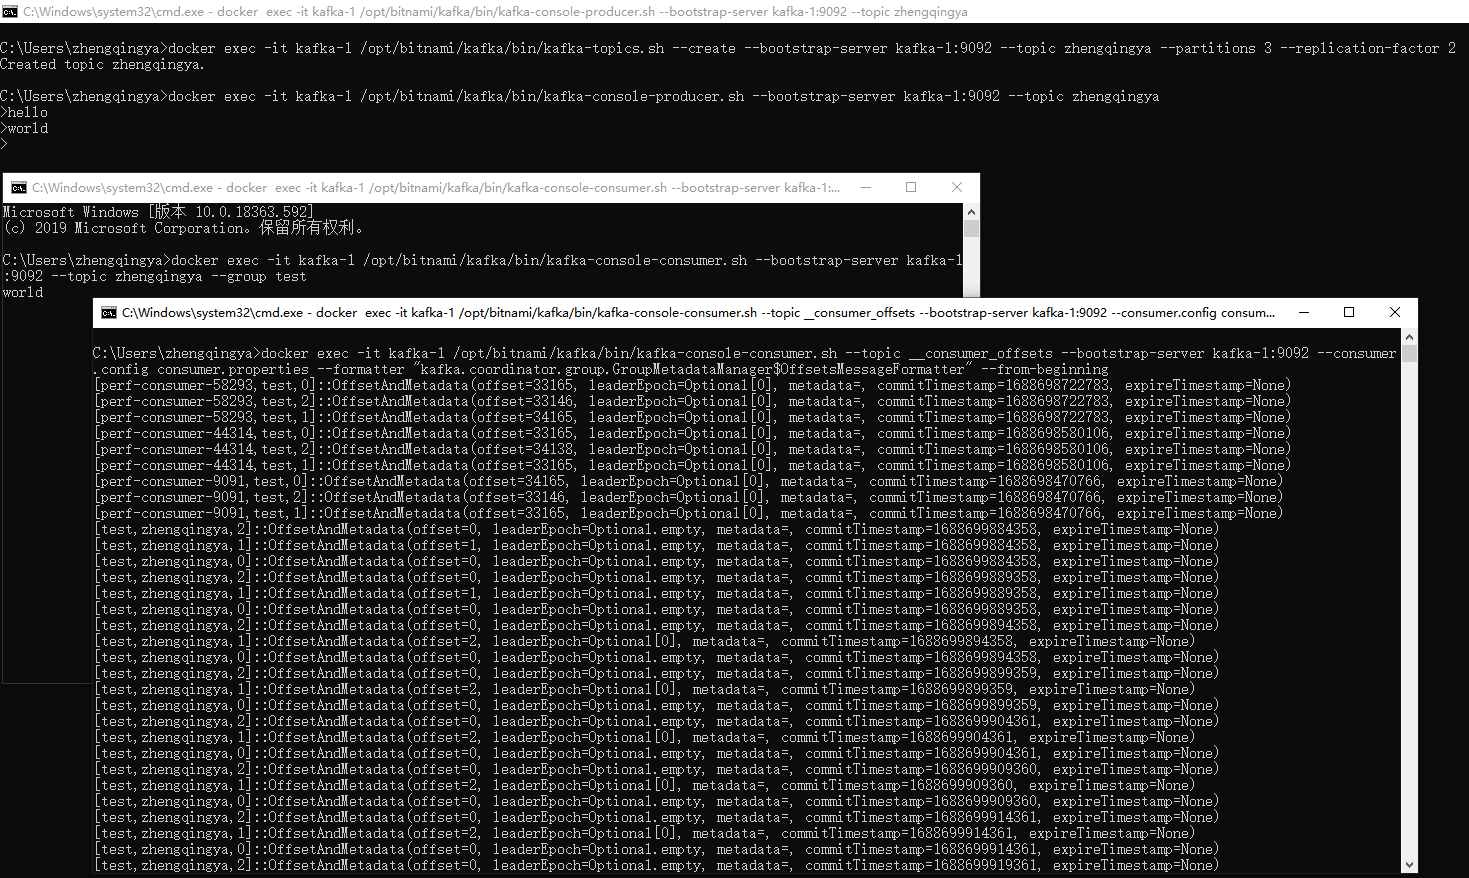 C:\Windows\system32\cmd.exe - docker  exec -it kafka-1 /opt/bitnami/kafka/bin/kafka-console-producer.sh --bootstrap-server kafka-1:9092 --topic zhengqingya
C:\Users\zhengqingya>docker exec -it kafka-1 /opt/bitnami/kafka/bin/kafka-topics.sh --create --bootstrap-server kafka-1:9092 --topic zhengqingya --partitions 3 --replication-factor 2
Created topic zhengqingya.
C:\Users\zhengqingya>docker exec -it kafka-1 /opt/bitnami/kafka/bin/kafka-console-producer.sh --bootstrap-server kafka-1:9092 --topic zhengqingya
>hello
>world
>
C:\Windows\system32\cmd.exe - docker  exec -it kafka-1 /opt/bitnami/kafka/bin/kafka-console-consumer.sh --bootstrap-server kafka-1:...
Microsoft Windows [版本 10.0.18363.592]
(c) 2019 Microsoft Corporation。保留所有权利。
C:\Users\zhengqingya>docker exec -it kafka-1 /opt/bitnami/kafka/bin/kafka-console-consumer.sh --bootstrap-server kafka-1
:9092 --topic zhengqingya --group test
world
C:\Windows\system32\cmd.exe - docker  exec -it kafka-1 /opt/bitnami/kafka/bin/kafka-console-consumer.sh --topic __consumer_offsets --bootstrap-server kafka-1:9092 --consumer.config consum...
C:\Users\zhengqingya>docker exec -it kafka-1 /opt/bitnami/kafka/bin/kafka-console-consumer.sh --topic __consumer_offsets --bootstrap-server kafka-1:9092 --consumer
.config consumer.properties --formatter "kafka.coordinator.group.GroupMetadataManager$OffsetsMessageFormatter" --from-beginning
[perf-consumer-58293,test,0]::OffsetAndMetadata(offset=33165, leaderEpoch=Optional[0], metadata=, commitTimestamp=1688698722783, expireTimestamp=None)
[perf-consumer-58293,test,2]::OffsetAndMetadata(offset=33146, leaderEpoch=Optional[0], metadata=, commitTimestamp=1688698722783, expireTimestamp=None)
[perf-consumer-58293,test,1]::OffsetAndMetadata(offset=34165, leaderEpoch=Optional[0], metadata=, commitTimestamp=1688698722783, expireTimestamp=None)
[perf-consumer-44314,test,0]::OffsetAndMetadata(offset=33165, leaderEpoch=Optional[0], metadata=, commitTimestamp=1688698580106, expireTimestamp=None)
[perf-consumer-44314,test,2]::OffsetAndMetadata(offset=34138, leaderEpoch=Optional[0], metadata=, commitTimestamp=1688698580106, expireTimestamp=None)
[perf-consumer-44314,test,1]::OffsetAndMetadata(offset=33165, leaderEpoch=Optional[0], metadata=, commitTimestamp=1688698580106, expireTimestamp=None)
[perf-consumer-9091,test,0]::OffsetAndMetadata(offset=34165, leaderEpoch=Optional[0], metadata=, commitTimestamp=1688698470766, expireTimestamp=None)
[perf-consumer-9091,test,2]::OffsetAndMetadata(offset=33146, leaderEpoch=Optional[0], metadata=, commitTimestamp=1688698470766, expireTimestamp=None)
[perf-consumer-9091,test,1]::OffsetAndMetadata(offset=33165, leaderEpoch=Optional[0], metadata=, commitTimestamp=1688698470766, expireTimestamp=None)
[test,zhengqingya,2]::OffsetAndMetadata(offset=0, leaderEpoch=Optional.empty, metadata=, commitTimestamp=1688699884358, expireTimestamp=None)
[test,zhengqingya,1]::OffsetAndMetadata(offset=1, leaderEpoch=Optional.empty, metadata=, commitTimestamp=1688699884358, expireTimestamp=None)
[test,zhengqingya,0]::OffsetAndMetadata(offset=0, leaderEpoch=Optional.empty, metadata=, commitTimestamp=1688699884358, expireTimestamp=None)
[test,zhengqingya,2]::OffsetAndMetadata(offset=0, leaderEpoch=Optional.empty, metadata=, commitTimestamp=1688699889358, expireTimestamp=None)
[test,zhengqingya,1]::OffsetAndMetadata(offset=1, leaderEpoch=Optional.empty, metadata=, commitTimestamp=1688699889358, expireTimestamp=None)
[test,zhengqingya,0]::OffsetAndMetadata(offset=0, leaderEpoch=Optional.empty, metadata=, commitTimestamp=1688699889358, expireTimestamp=None)
[test,zhengqingya,2]::OffsetAndMetadata(offset=0, leaderEpoch=Optional.empty, metadata=, commitTimestamp=1688699894358, expireTimestamp=None)
[test,zhengqingya,1]::OffsetAndMetadata(offset=2, leaderEpoch=Optional[0], metadata=, commitTimestamp=1688699894358, expireTimestamp=None)
[test,zhengqingya,0]::OffsetAndMetadata(offset=0, leaderEpoch=Optional.empty, metadata=, commitTimestamp=1688699894358, expireTimestamp=None)
[test,zhengqingya,2]::OffsetAndMetadata(offset=0, leaderEpoch=Optional.empty, metadata=, commitTimestamp=1688699899359, expireTimestamp=None)
[test,zhengqingya,1]::OffsetAndMetadata(offset=2, leaderEpoch=Optional[0], metadata=, commitTimestamp=1688699899359, expireTimestamp=None)
[test,zhengqingya,0]::OffsetAndMetadata(offset=0, leaderEpoch=Optional.empty, metadata=, commitTimestamp=1688699899359, expireTimestamp=None)
[test,zhengqingya,2]::OffsetAndMetadata(offset=0, leaderEpoch=Optional.empty, metadata=, commitTimestamp=1688699904361, expireTimestamp=None)
[test,zhengqingya,1]::OffsetAndMetadata(offset=2, leaderEpoch=Optional[0], metadata=, commitTimestamp=1688699904361, expireTimestamp=None)
[test,zhengqingya,0]::OffsetAndMetadata(offset=0, leaderEpoch=Optional.empty, metadata=, commitTimestamp=1688699904361, expireTimestamp=None)
[test,zhengqingya,2]::OffsetAndMetadata(offset=0, leaderEpoch=Optional.empty, metadata=, commitTimestamp=1688699909360, expireTimestamp=None)
[test,zhengqingya,1]::OffsetAndMetadata(offset=2, leaderEpoch=Optional[0], metadata=, commitTimestamp=1688699909360, expireTimestamp=None)
[test,zhengqingya,0]::OffsetAndMetadata(offset=0, leaderEpoch=Optional.empty, metadata=, commitTimestamp=1688699909360, expireTimestamp=None)
[test,zhengqingya,2]::OffsetAndMetadata(offset=0, leaderEpoch=Optional.empty, metadata=, commitTimestamp=1688699914361, expireTimestamp=None)
[test,zhengqingya,1]::OffsetAndMetadata(offset=2, leaderEpoch=Optional[0], metadata=, commitTimestamp=1688699914361, expireTimestamp=None)
[test,zhengqingya,0]::OffsetAndMetadata(offset=0, leaderEpoch=Optional.empty, metadata=, commitTimestamp=1688699914361, expireTimestamp=None)
[test,zhengqingya,2]::OffsetAndMetadata(offset=0, leaderEpoch=Optional.empty, metadata=, commitTimestamp=1688699919361, expireTimestamp=None)